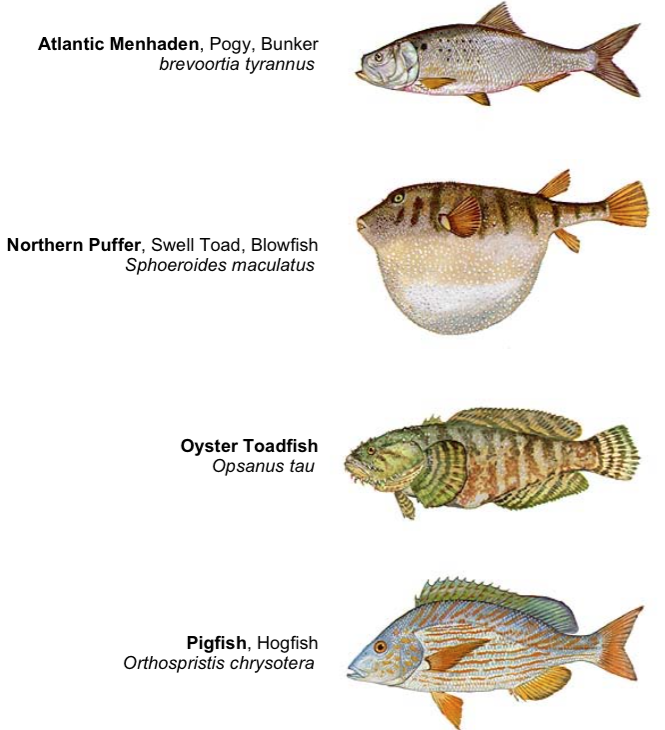 Atlantic Menhaden, Pogy, Bunker
brevoortia tyrannus
Northern Puffer, Swell Toad, Blowfish
Sphoeroides maculatus
Oyster Toadfish
Opsanus tau
Pigfish, Hogfish
Orthospristis chrysotera